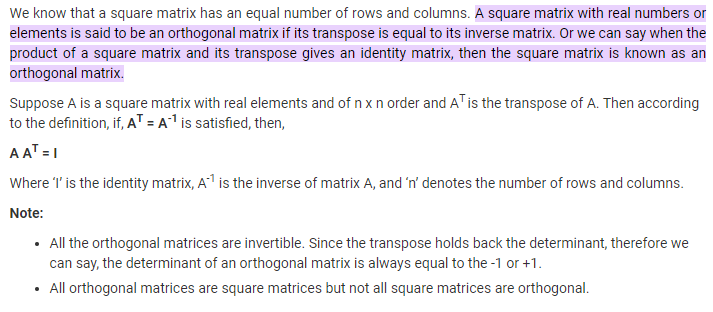 We know that a square matrix has an equal number of rows and columns. A square matrix with real numbers or
elements is said to be an orthogonal matrix if its transpose is equal to its inverse matrix. Or we can say when the
product of a square matrix and its transpose gives an identity matrix, then the square matrix is known as an
orthogonal matrix.
Suppose A is a square matrix with real elements and of n x n order and Aᵀ is the transpose of A. Then according
to the definition, if, Aᵀ = A⁻¹ is satisfied, then,
A Aᵀ = I
Where ‘I’ is the identity matrix, A⁻¹ is the inverse of matrix A, and ‘n’ denotes the number of rows and columns.
Note:
• All the orthogonal matrices are invertible. Since the transpose holds back the determinant, therefore we
can say, the determinant of an orthogonal matrix is always equal to the -1 or +1.
• All orthogonal matrices are square matrices but not all square matrices are orthogonal.